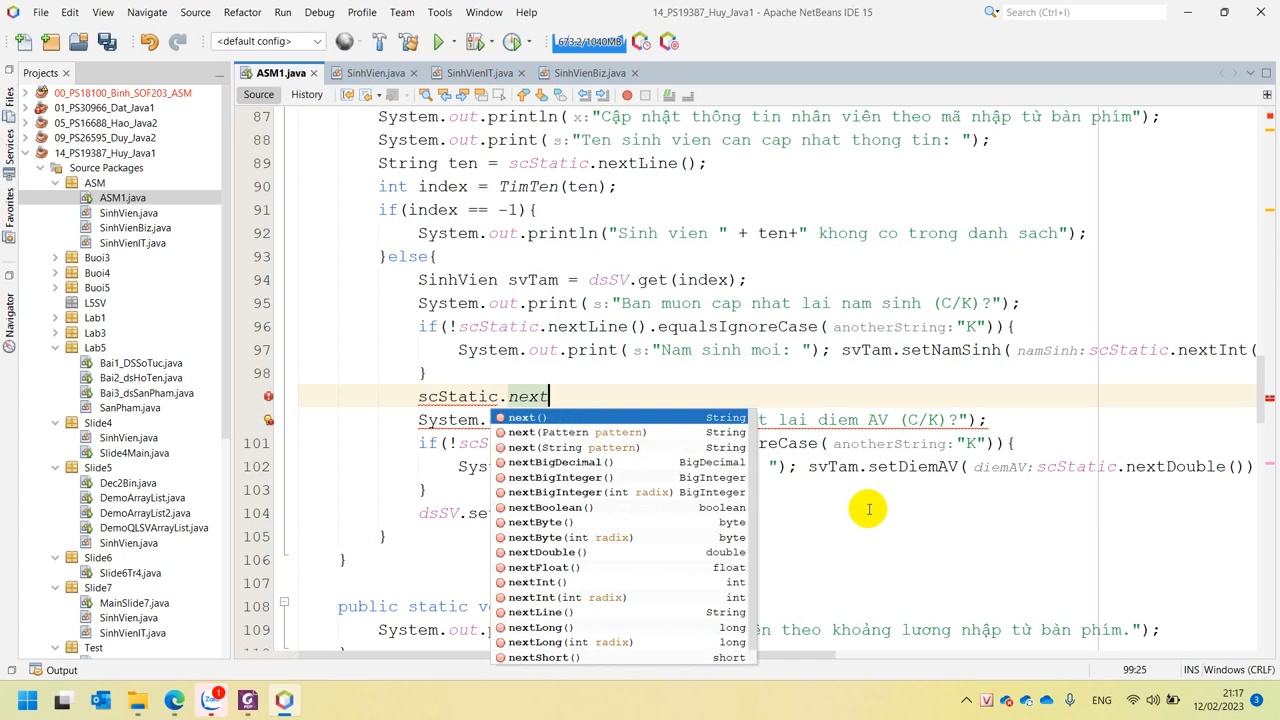 File Edit View Navigate Source Refactor Run Debug Profile Team Tools Window Help 14_PS19387_Huy_Java1 - Apache NetBeans IDE 15 Search (Ctrl+I)
<default config> 673.2/1040MB
Projects ASM1.java SinhVien.java SinhVienIT.java SinhVienBiz.java
Files
Services
Favorites
Navigator
00_PS18100_Binh_SOF203_ASM
01_PS30966_Dat_Java1
05_PS16688_Hao_Java2
09_PS26595_Duy_Java2
14_PS19387_Huy_Java1
Source Packages
ASM
ASM1.java
SinhVien.java
SinhVienBiz.java
SinhVienIT.java
Buoi3
Buoi4
Buoi5
L5SV
Lab1
Lab3
Lab5
Bai1_DSSoTuc.java
Bai2_dsHoTen.java
Bai3_dsSanPham.java
SanPham.java
Slide4
SinhVien.java
Slide4Main.java
Slide5
Dec2Bin.java
DemoArrayList.java
DemoArrayList2.java
DemoQLSVArrayList.java
SinhVien.java
Slide6
Slide6Tr4.java
Slide7
MainSlide7.java
SinhVien.java
SinhVienIT.java
Test
Source History
87 System.out.println(x:"Cập nhật thông tin nhân viên theo mã nhập từ bàn phím");
88 System.out.print(s:"Ten sinh vien can cap nhat thong tin: ");
89 String ten = scStatic.nextLine();
90 int index = TimTen(ten);
91 if(index == -1){
92 System.out.println("Sinh vien " + ten+" khong co trong danh sach");
93 }else{
94 SinhVien svTam = dsSV.get(index);
95 System.out.print(s:"Ban muon cap nhat lai nam sinh (C/K)?");
96 if(!scStatic.nextLine().equalsIgnoreCase(anotherString:"K")){
97 System.out.print(s:"Nam sinh moi: "); svTam.setNamSinh(namSinh:scStatic.nextInt(
98 }
scStatic.next
System. t lai diem AV (C/K)?");
101 if(!scS reCase(anotherString:"K")){
102 Sys "); svTam.setDiemAV(diemAV:scStatic.nextDouble())
103 }
104 dsSV.se
105 }
106 }
107
108 public static v
109 System.out.p ên theo khoảng lương nhập từ bàn phím.");
next() String
next(Pattern pattern) String
next(String pattern) String
nextBigDecimal() BigDecimal
nextBigInteger() BigInteger
nextBigInteger(int radix) BigInteger
nextBoolean() boolean
nextByte() byte
nextByte(int radix) byte
nextDouble() double
nextFloat() float
nextInt() int
nextInt(int radix) int
nextLine() String
nextLong() long
nextLong(int radix) long
nextShort() short
Output 99:25 INS Windows (CRLF)
Zalo 1 ENG 21:17
12/02/2023 3